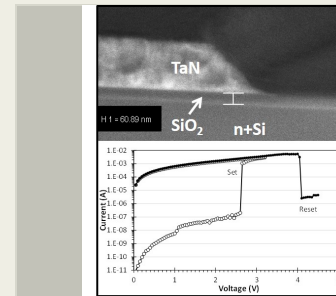 TaN
H 1 = 60.89 nm
SiO2
n+Si
1.E-02
1.E-03
1.E-04
1.E-05
1.E-06
1.E-07
1.E-08
1.E-09
1.E-10
1.E-11
Current (A)
Set
Reset
0 1 2 3 4
Voltage (V)